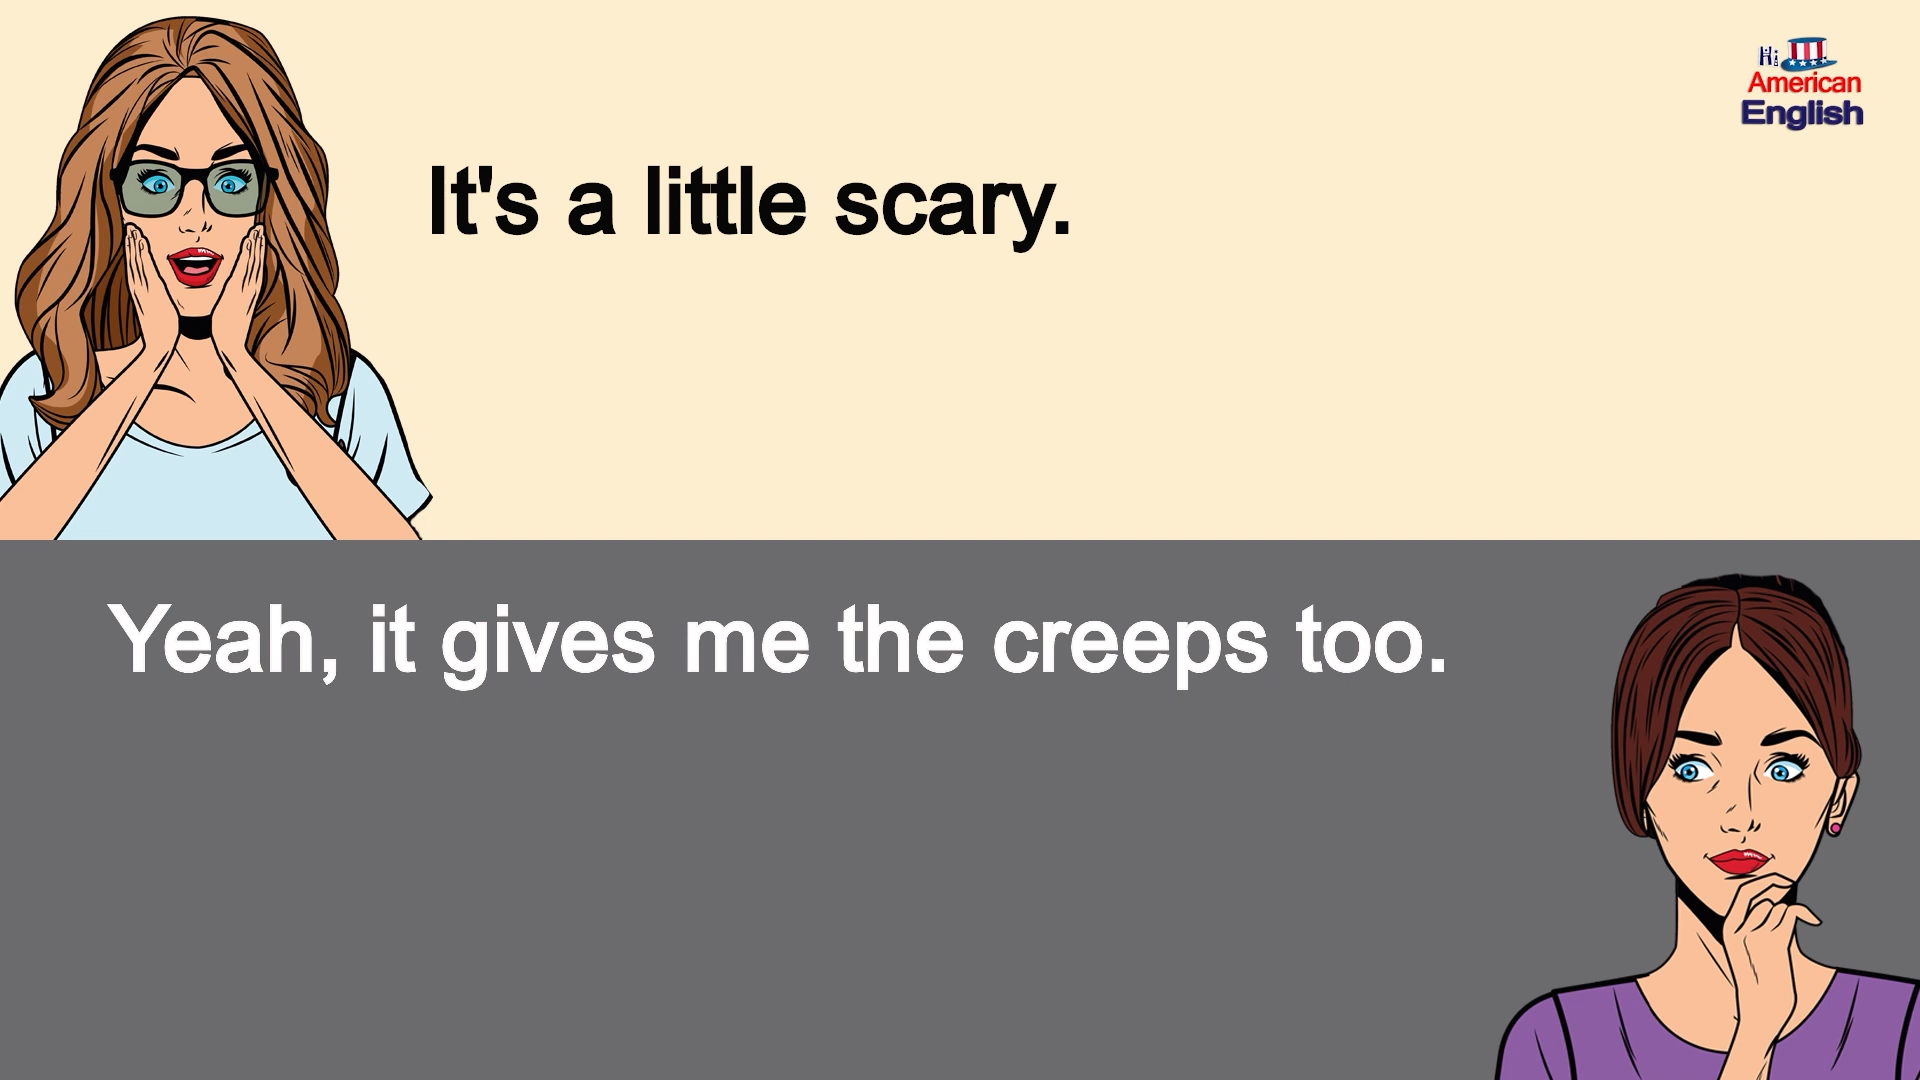 Hi
American
English
It's a little scary.
Yeah, it gives me the creeps too.